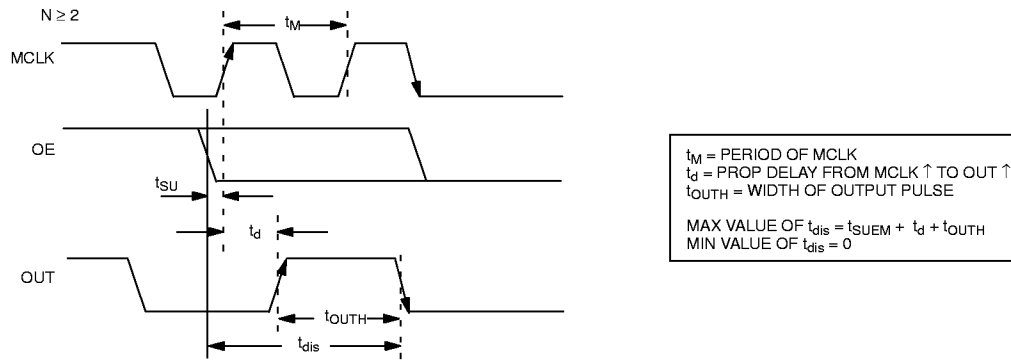 N ≥ 2
tM
MCLK
OE
tSU
td
OUT
tOUTH
tdis
tM = PERIOD OF MCLK
td = PROP DELAY FROM MCLK ↑ TO OUT ↑
tOUTH = WIDTH OF OUTPUT PULSE
MAX VALUE OF tdis = tSUEM + td + tOUTH
MIN VALUE OF tdis = 0